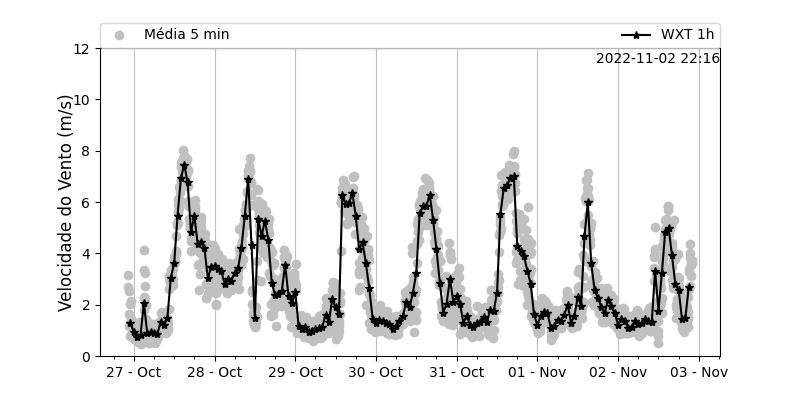 Média 5 min WXT 1h
2022-11-02 22:16
Velocidade do Vento (m/s)
12
10
8
6
4
2
0
27 - Oct 28 - Oct 29 - Oct 30 - Oct 31 - Oct 01 - Nov 02 - Nov 03 - Nov